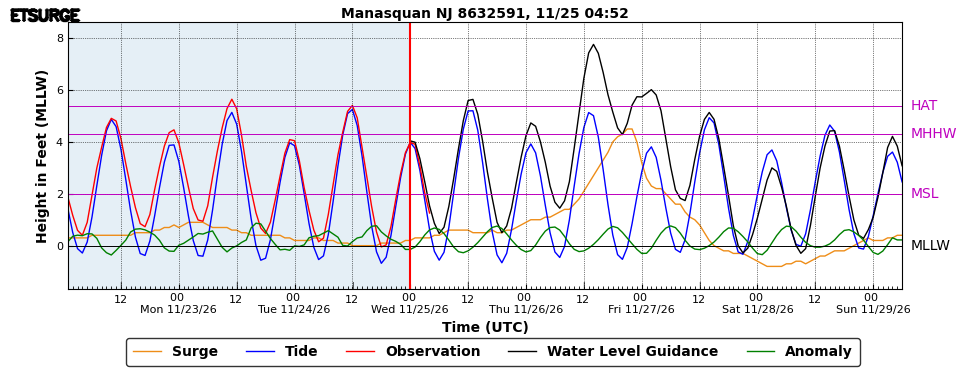 ETSURGE
Manasquan NJ 8632591, 11/25 04:52
Height in Feet (MLLW)
8
6
4
2
0
HAT
MHHW
MSL
MLLW
12 00 12 00 12 00 12 00 12 00 12 00 12 00
Mon 11/23/26 Tue 11/24/26 Wed 11/25/26 Thu 11/26/26 Fri 11/27/26 Sat 11/28/26 Sun 11/29/26
Time (UTC)
Surge Tide Observation Water Level Guidance Anomaly